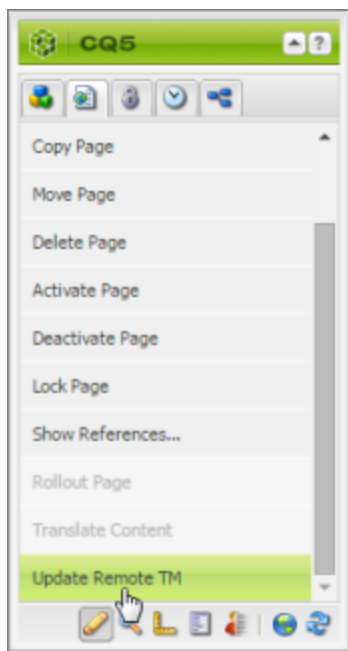 CQ5
?
Copy Page
Move Page
Delete Page
Activate Page
Deactivate Page
Lock Page
Show References...
Rollout Page
Translate Content
Update Remote TM